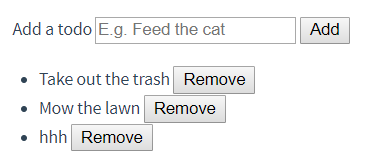 Add a todo E.g. Feed the cat Add
Take out the trash Remove
Mow the lawn Remove
hhh Remove